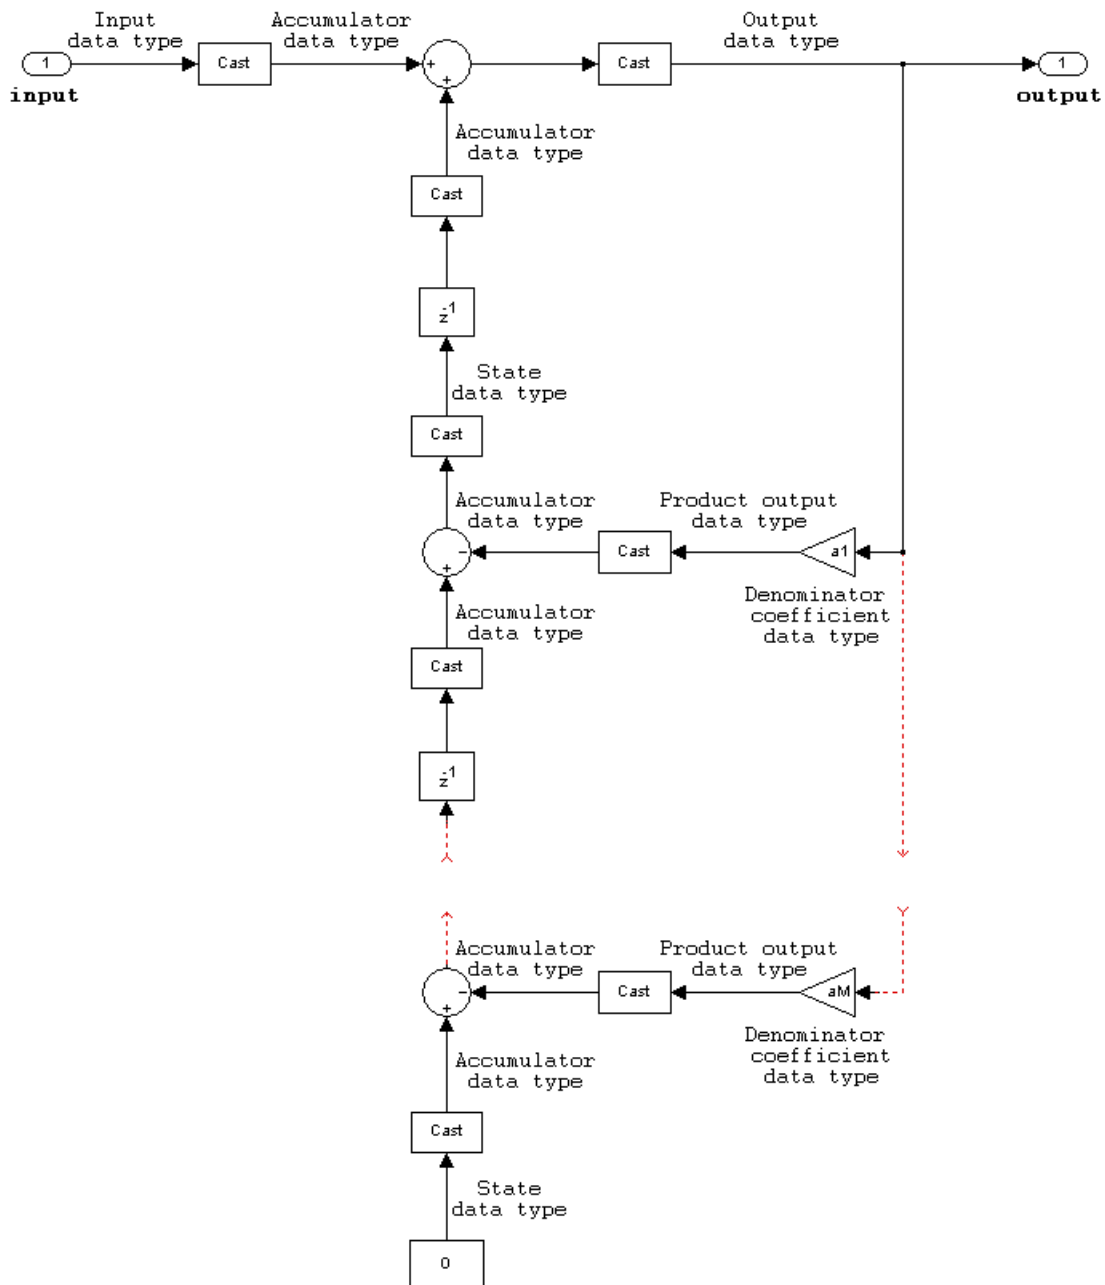 Input
data type
Accumulator
data type
Output
data type
1
Cast
+
+
Cast
1
input
output
Accumulator
data type
Cast
z-1
State
data type
Cast
Accumulator
data type
Product output
data type
−
+
Cast
a1
Denominator
coefficient
data type
Accumulator
data type
Cast
z-1
Accumulator
data type
Product output
data type
−
+
Cast
aM
Denominator
coefficient
data type
Accumulator
data type
Cast
State
data type
0